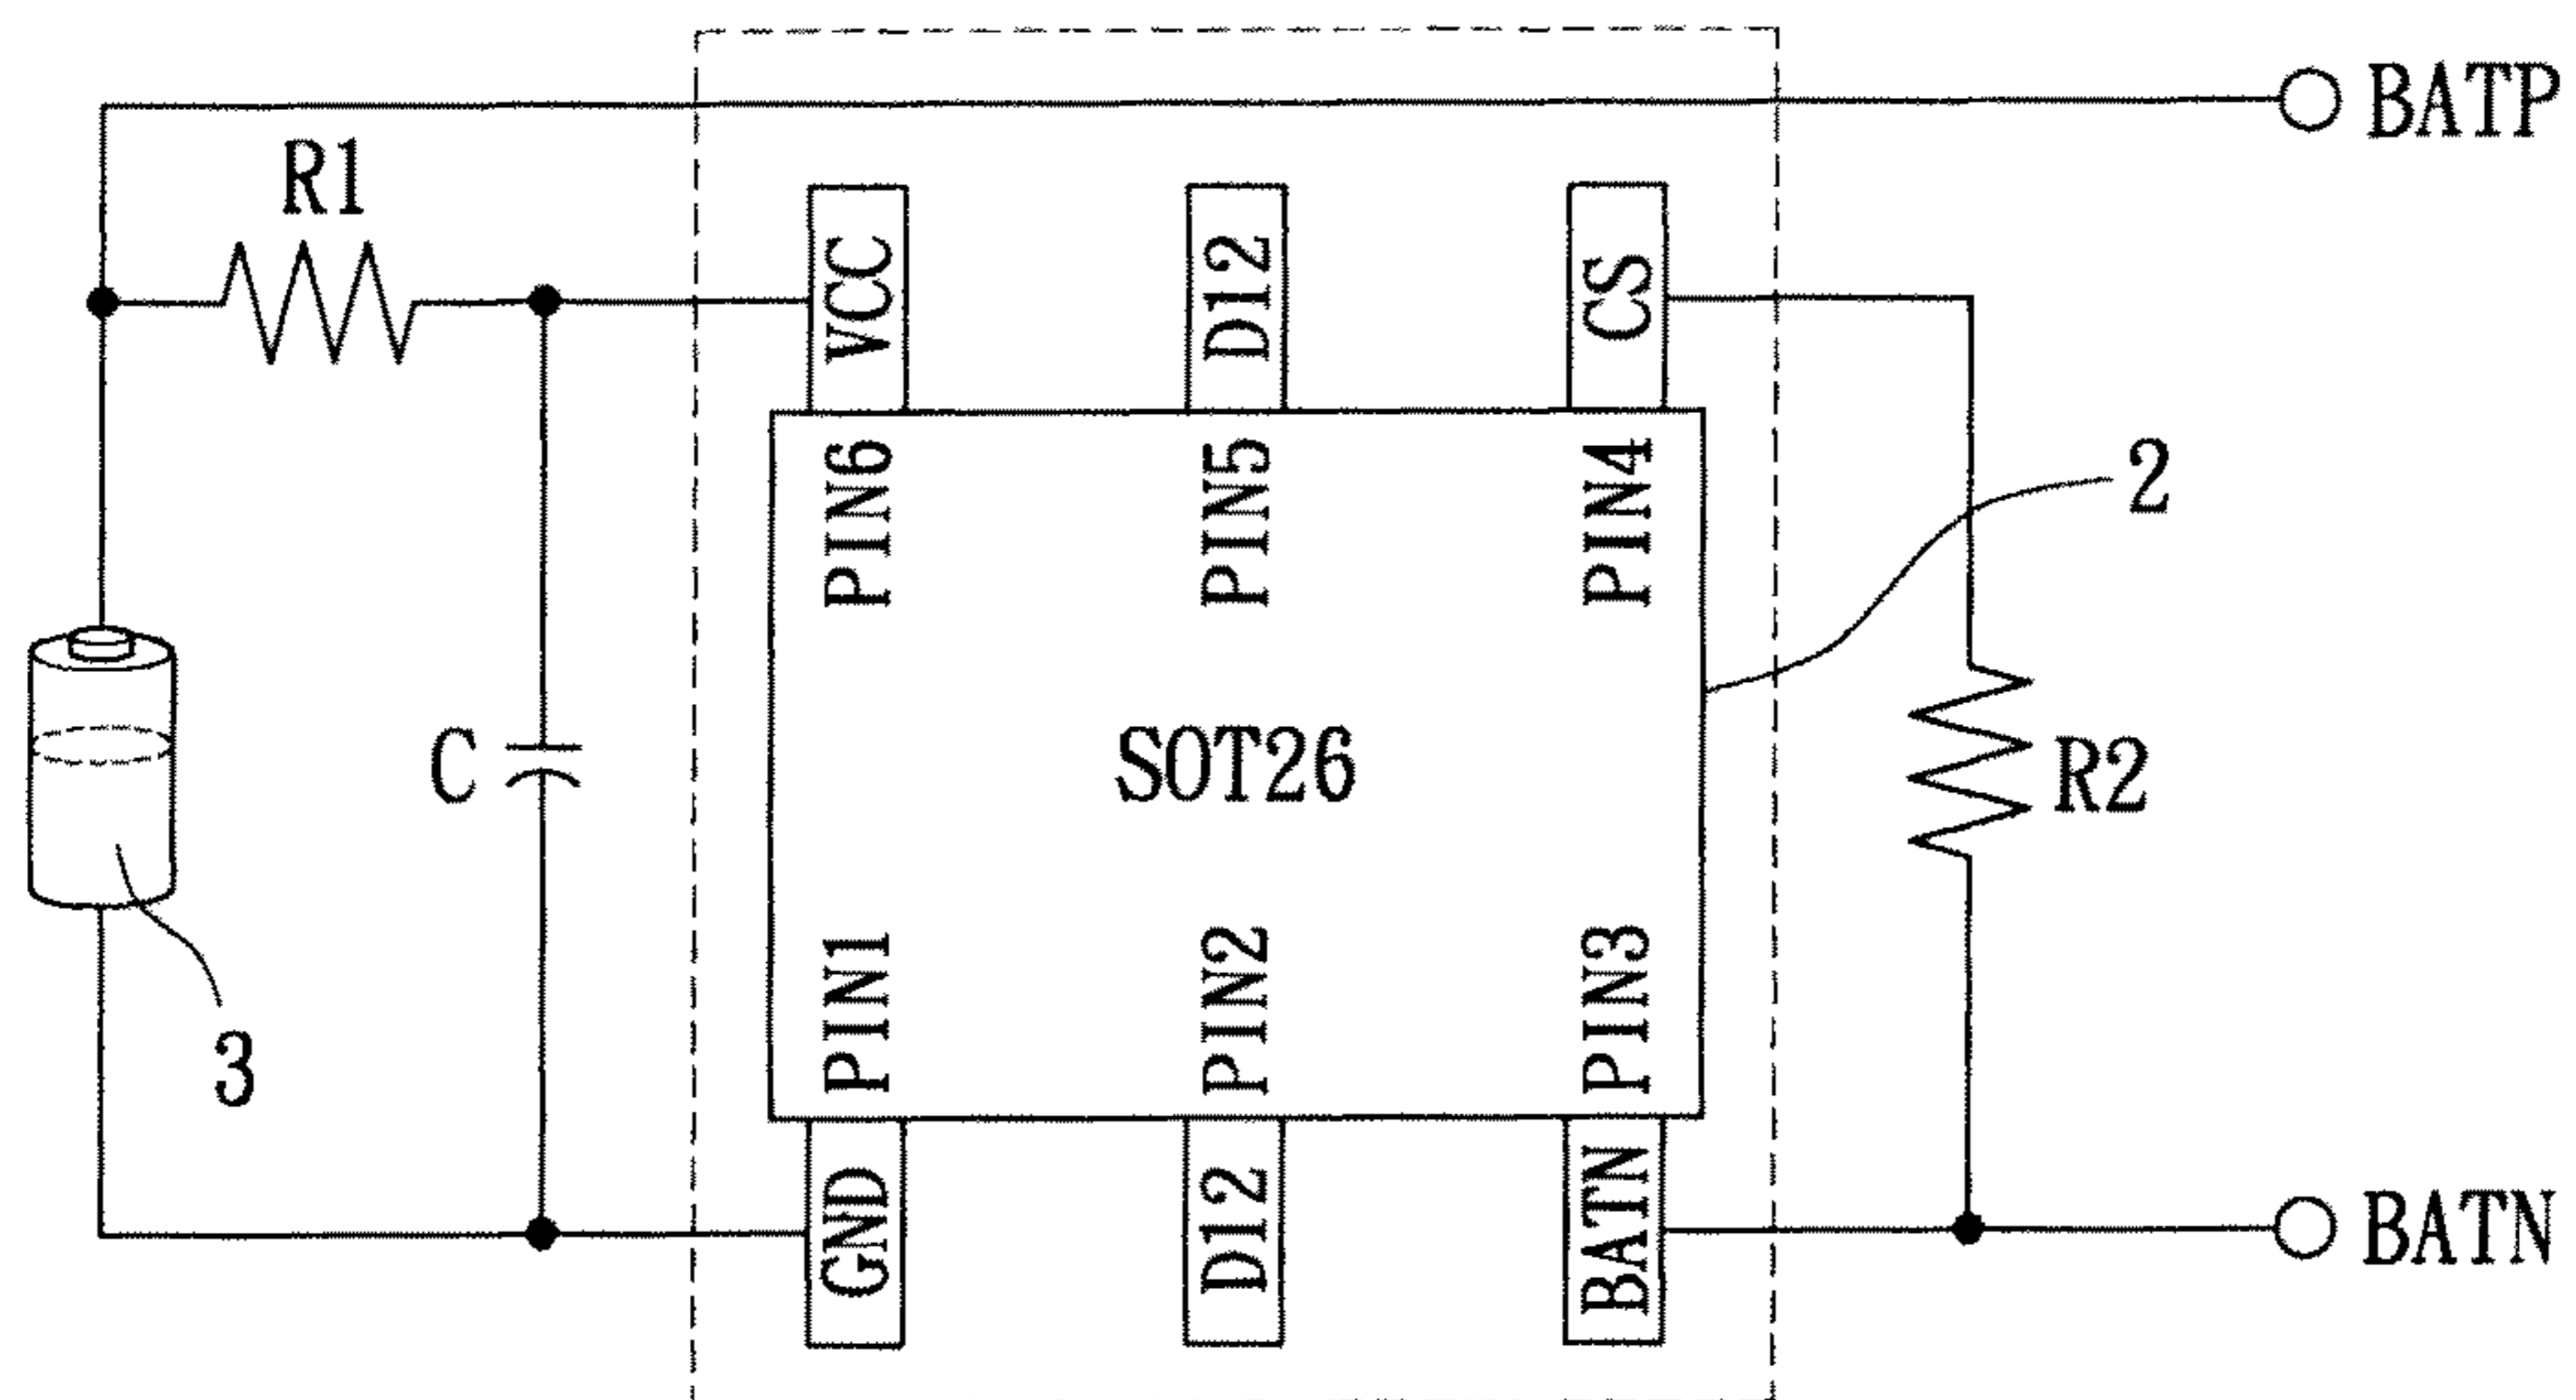 BATP
R1
VCC
D12
CS
PIN6
PIN5
PIN4
2
C
SOT26
R2
3
PIN1
PIN2
PIN3
GND
D12
BATN
BATN